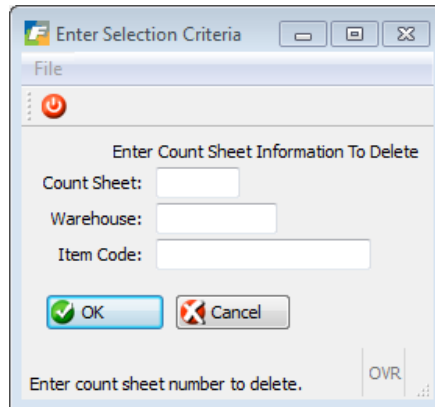 Enter Selection Criteria
File
Enter Count Sheet Information To Delete
Count Sheet:
Warehouse:
Item Code:
OK Cancel
Enter count sheet number to delete. OVR